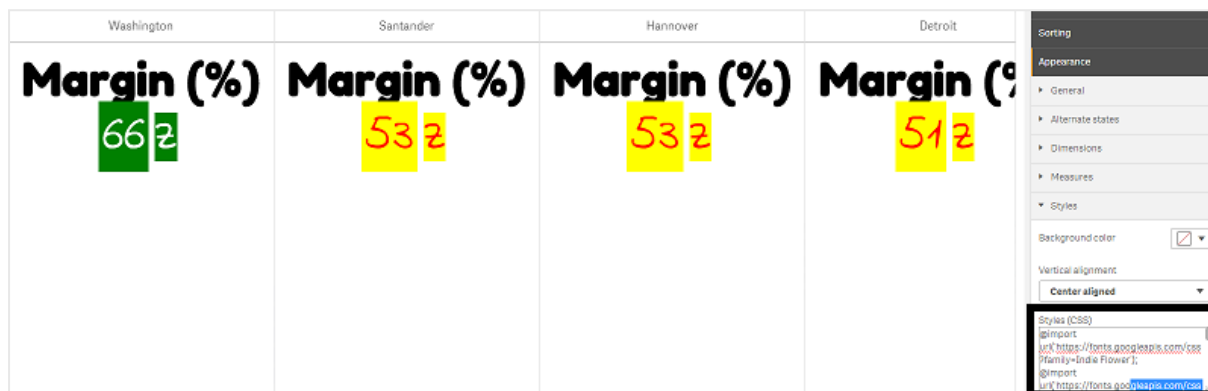 Washington Santander Hannover Detroit
Margin (%) Margin (%) Margin (%) Margin (%
66 z 53 z 53 z 51 z
Sorting
Appearance
General
Alternate states
Dimensions
Measures
Styles
Background color
Vertical alignment
Center aligned
Styles (CSS)
@import
url('https://fonts.googleapis.com/css
?family=Indie Flower');
@import
url('https://fonts.googleapis.com/css